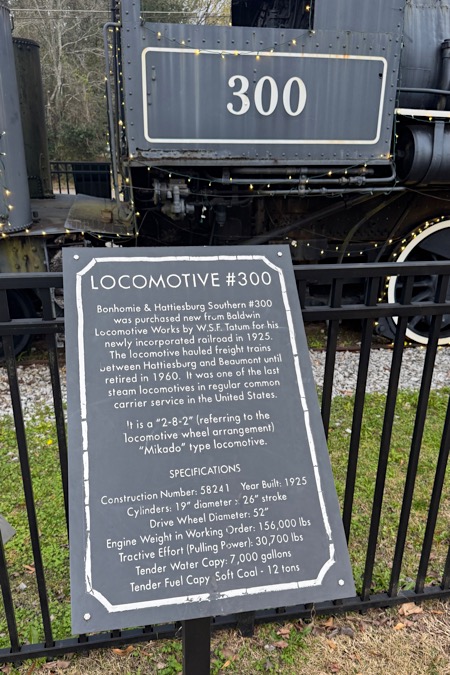 300
LOCOMOTIVE #300
Bonhomie & Hattiesburg Southern #300
was purchased new from Baldwin
Locomotive Works by W.S.F. Tatum for his
newly incorporated railroad in 1925.
The locomotive hauled freight trains
between Hattiesburg and Beaumont until
retired in 1960. It was one of the last
steam locomotives in regular common
carrier service in the United States.
It is a "2-8-2" (referring to the
locomotive wheel arrangement)
"Mikado" type locomotive.
SPECIFICATIONS
Construction Number: 58241 Year Built: 1925
Cylinders: 19" diameter : 26" stroke
Drive Wheel Diameter: 52"
Engine Weight in Working Order: 156,000 lbs
Tractive Effort (Pulling Power): 30,700 lbs
Tender Water Capy: 7,000 gallons
Tender Fuel Capy Soft Coal - 12 tons